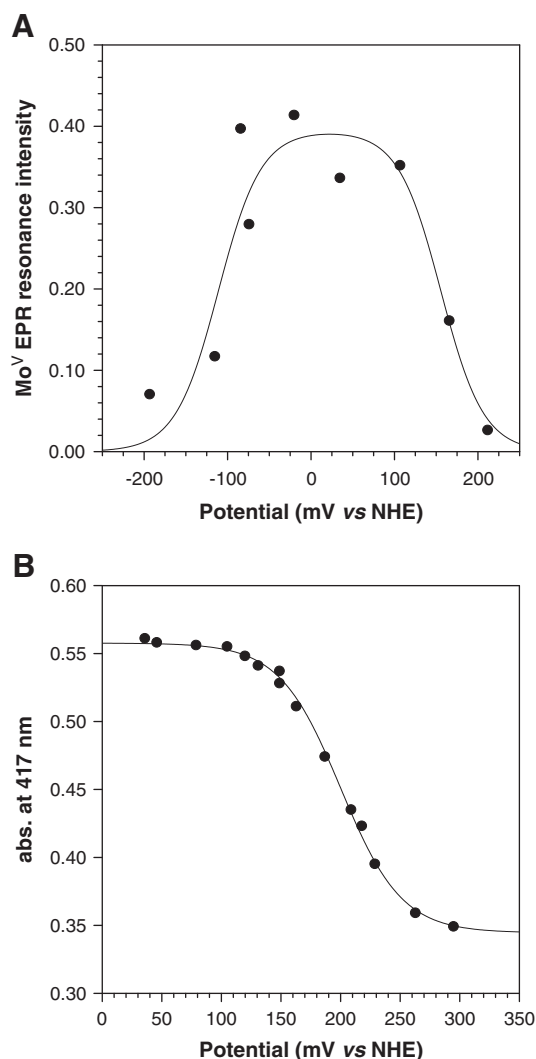 A
0.50
0.40
0.30
0.20
0.10
0.00
Mo^V EPR resonance intensity
-200 -100 0 100 200
Potential (mV vs NHE)
B
0.60
0.55
0.50
0.45
0.40
0.35
0.30
abs. at 417 nm
0 50 100 150 200 250 300 350
Potential (mV vs NHE)